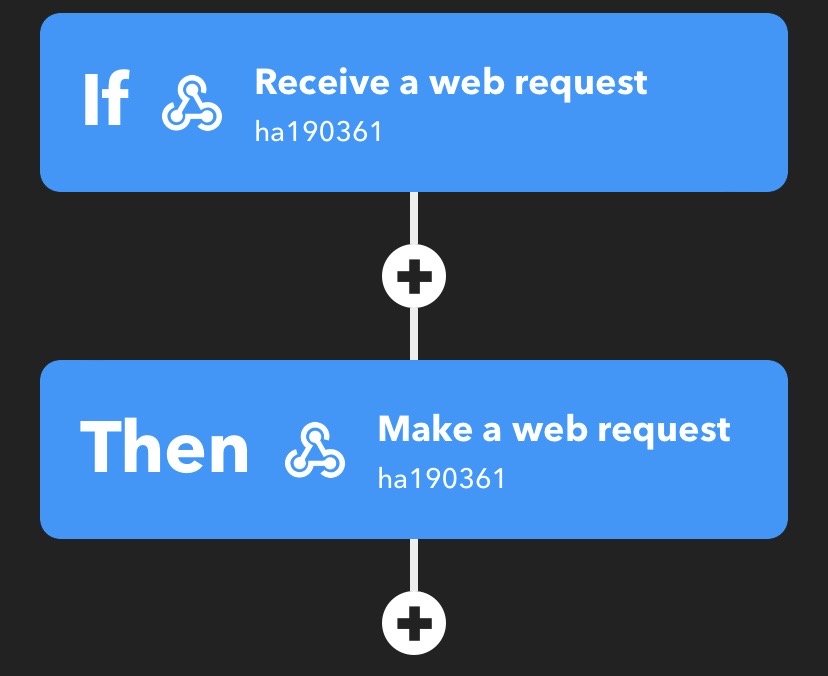 If
Receive a web request
ha190361
Then
Make a web request
ha190361